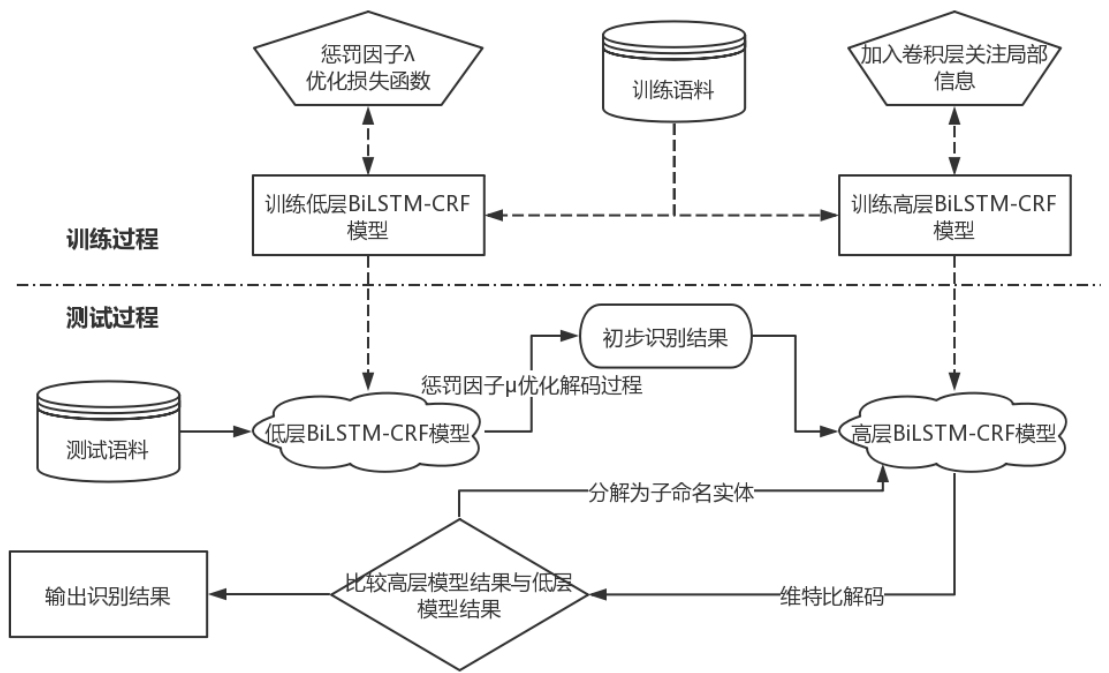 惩罚因子λ
优化损失函数
训练语料
加入卷积层关注局部
信息
训练低层BiLSTM-CRF
模型
训练高层BiLSTM-CRF
模型
训练过程
测试过程
初步识别结果
惩罚因子μ优化解码过程
测试语料
低层BiLSTM-CRF模型
高层BiLSTM-CRF模型
分解为子命名实体
比较高层模型结果与低层
模型结果
输出识别结果
维特比解码